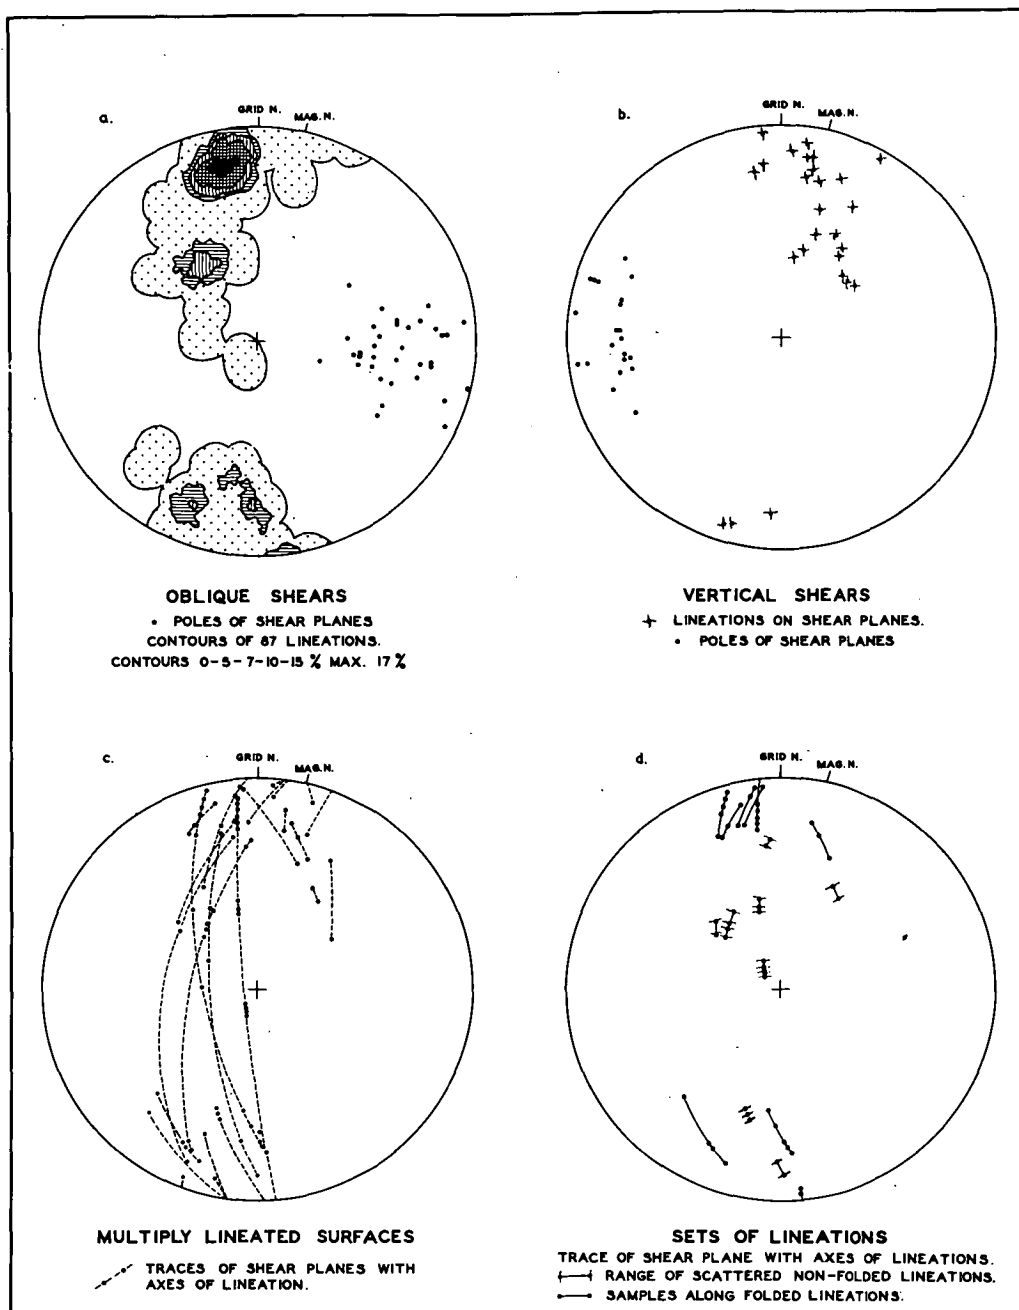 a.
GRID N.
MAG. N.
b.
GRID N.
MAG. N.
OBLIQUE SHEARS
• POLES OF SHEAR PLANES
CONTOURS OF 87 LINEATIONS.
CONTOURS 0-5-7-10-15 % MAX. 17 %
VERTICAL SHEARS
LINEATIONS ON SHEAR PLANES.
• POLES OF SHEAR PLANES
c.
GRID N.
MAG. N.
d.
GRID N.
MAG. N.
MULTIPLY LINEATED SURFACES
TRACES OF SHEAR PLANES WITH
AXES OF LINEATION.
SETS OF LINEATIONS
TRACE OF SHEAR PLANE WITH AXES OF LINEATIONS.
RANGE OF SCATTERED NON-FOLDED LINEATIONS.
SAMPLES ALONG FOLDED LINEATIONS.